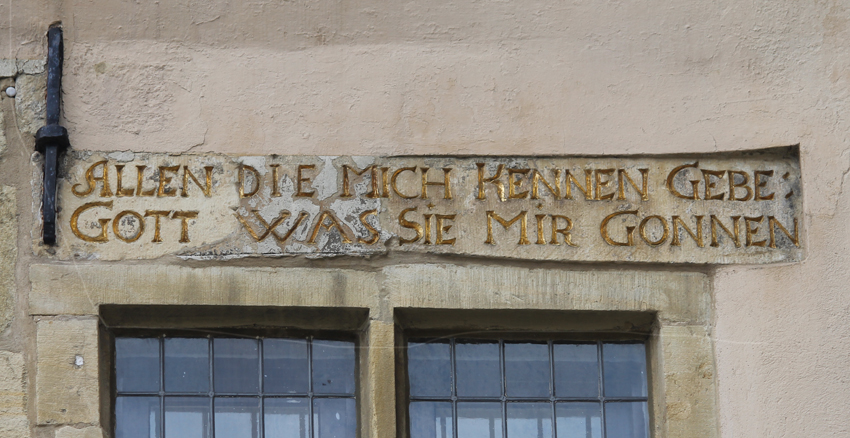 ALLEN DIE MICH KENNEN GEBE:
GOTT WAS SIE MIR GONNEN